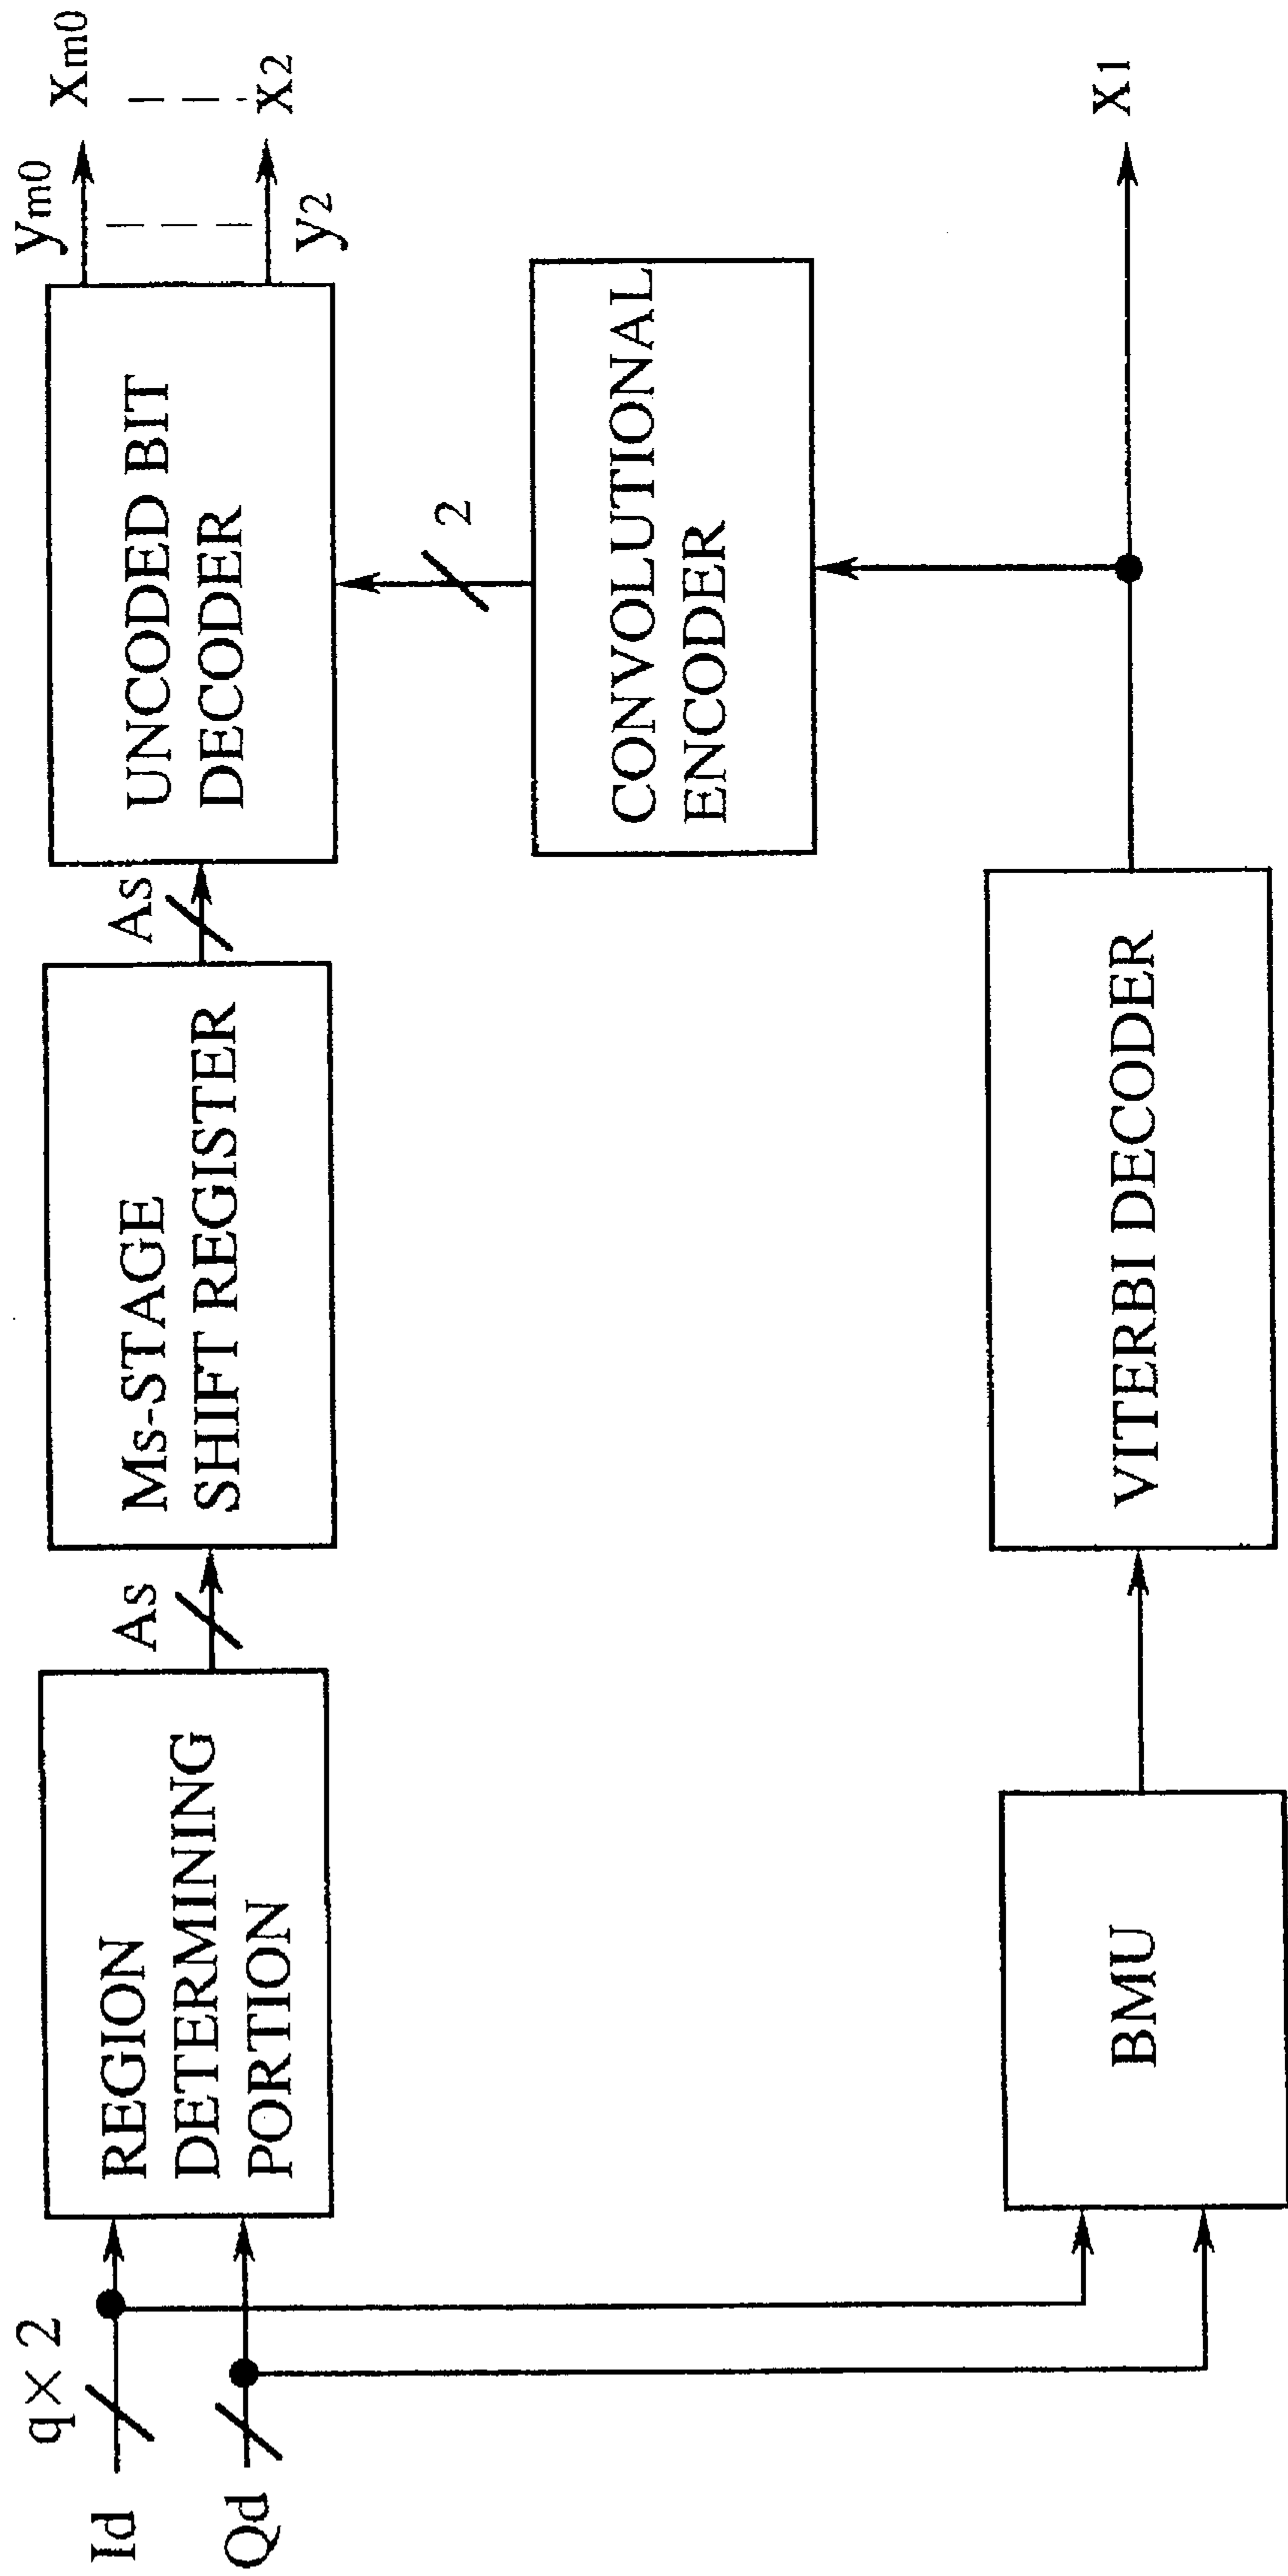 q×2
Id
Qd
REGION
DETERMINING
PORTION
As
Ms-STAGE
SHIFT REGISTER
As
UNCODED BIT
DECODER
ym0
xm0
y2
x2
2
CONVOLUTIONAL
ENCODER
BMU
VITERBI DECODER
x1